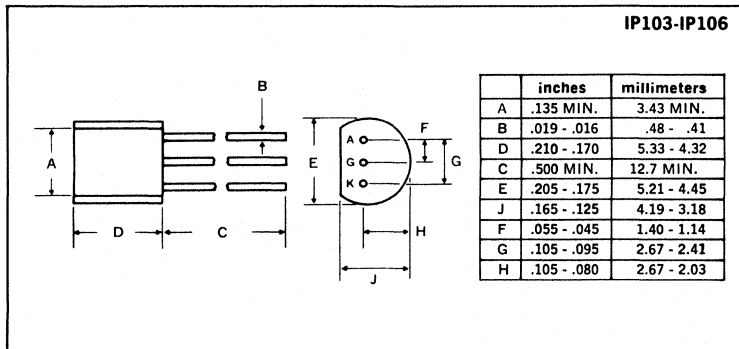 IP103-IP106
B
A
D
C
A
G
K
E
F
G
H
J
inches millimeters
A .135 MIN. 3.43 MIN.
B .019 - .016 .48 - .41
D .210 - .170 5.33 - 4.32
C .500 MIN. 12.7 MIN.
E .205 - .175 5.21 - 4.45
J .165 - .125 4.19 - 3.18
F .055 - .045 1.40 - 1.14
G .105 - .095 2.67 - 2.41
H .105 - .080 2.67 - 2.03